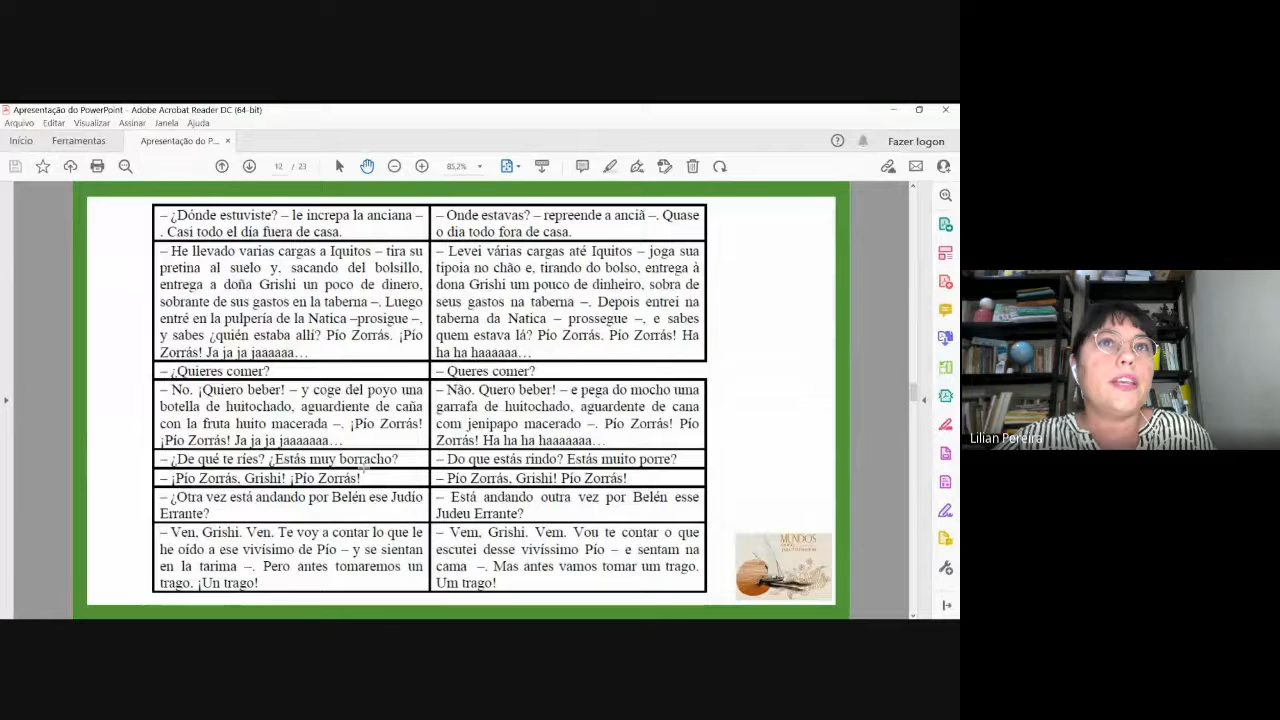 Apresentação do PowerPoint - Adobe Acrobat Reader DC (64-bit)
Arquivo Editar Visualizar Assinar Janela Ajuda
Início Ferramentas Apresentação do P... × Fazer logon
12 / 23 85,2%
– ¿Dónde estuviste? – le increpa la anciana –
. Casi todo el día fuera de casa.
– Onde estavas? – repreende a anciã –. Quase
o dia todo fora de casa.
– He llevado varias cargas a Iquitos – tira su
pretina al suelo y, sacando del bolsillo,
entrega a doña Grishi un poco de dinero,
sobrante de sus gastos en la taberna –. Luego
entré en la pulpería de la Natica –prosigue –,
y sabes ¿quién estaba allí? Pío Zorrás. ¡Pío
Zorrás! Ja ja ja jaaaaaa…
– Levei várias cargas até Iquitos – joga sua
tipoia no chão e, tirando do bolso, entrega à
dona Grishi um pouco de dinheiro, sobra de
seus gastos na taberna –. Depois entrei na
taberna da Natica – prossegue –, e sabes
quem estava lá? Pío Zorrás. Pío Zorrás! Ha
ha ha haaaaaa…
– ¿Quieres comer?
– Queres comer?
– No. ¡Quiero beber! – y coge del poyo una
botella de huitochado, aguardiente de caña
con la fruta huito macerada –. ¡Pío Zorrás!
¡Pío Zorrás! Ja ja ja jaaaaaaa…
– Não. Quero beber! – e pega do mocho uma
garrafa de huitochado, aguardente de cana
com jenipapo macerado –. Pío Zorrás! Pío
Zorrás! Ha ha ha haaaaaaa…
– ¿De qué te ríes? ¿Estás muy borracho?
– Do que estás rindo? Estás muito porre?
– ¡Pío Zorrás, Grishi! ¡Pío Zorrás!
– Pío Zorrás, Grishi! Pío Zorrás!
– ¿Otra vez está andando por Belén ese Judío
Errante?
– Está andando outra vez por Belén esse
Judeu Errante?
– Ven, Grishi. Ven. Te voy a contar lo que le
he oído a ese vivísimo de Pío – y se sientan
en la tarima –. Pero antes tomaremos un
trago. ¡Un trago!
– Vem, Grishi. Vem. Vou te contar o que
escutei desse vivíssimo Pío – e sentam na
cama –. Mas antes vamos tomar um trago.
Um trago!
MUNDOS
Lilian Pereira